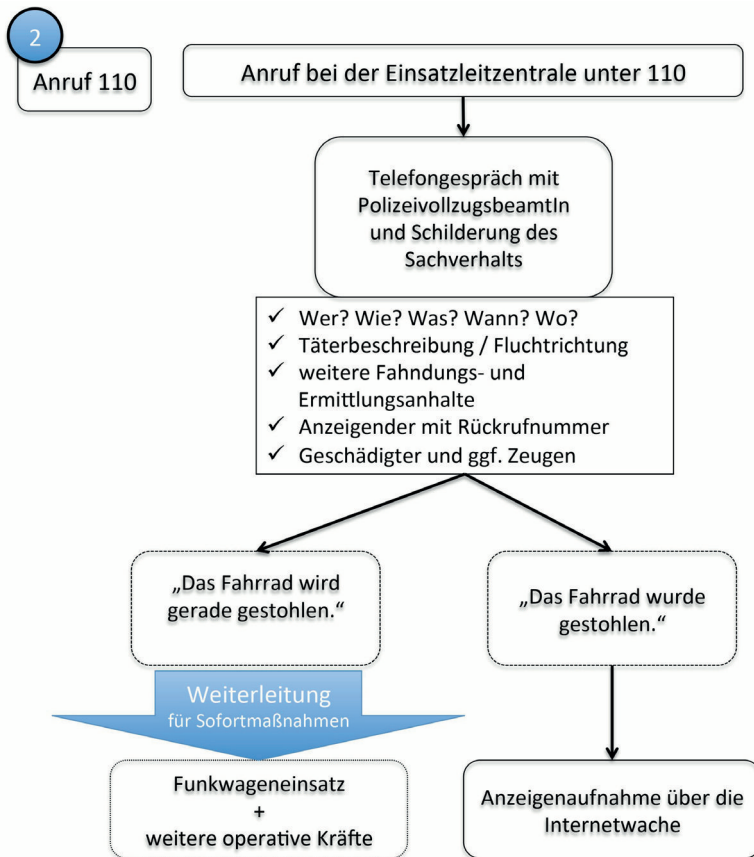 2
Anruf 110
Anruf bei der Einsatzleitzentrale unter 110
Telefongespräch mit
PolizeivollzugsbeamtIn
und Schilderung des
Sachverhalts
✓ Wer? Wie? Was? Wann? Wo?
✓ Täterbeschreibung / Fluchtrichtung
✓ weitere Fahndungs- und
Ermittlungsanhalte
✓ Anzeigender mit Rückrufnummer
✓ Geschädigter und ggf. Zeugen
„Das Fahrrad wird
gerade gestohlen.“
„Das Fahrrad wurde
gestohlen.“
Weiterleitung
für Sofortmaßnahmen
Funkwageneinsatz
+
weitere operative Kräfte
Anzeigenaufnahme über die
Internetwache